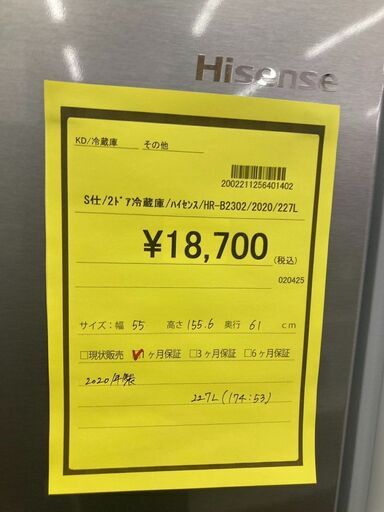 Hisense
KD/冷蔵庫 その他
2002211256401402
S仕/2ﾄﾞｱ冷蔵庫/ﾊｲｾﾝｽ/HR-B2302/2020/227L
¥18,700 (税込)
020425
サイズ:幅 55 高さ 155.6 奥行 61 cm
□現状販売 ☑1ヶ月保証 □3ヶ月保証 □6ヶ月保証
2020年製
227L(174:53)